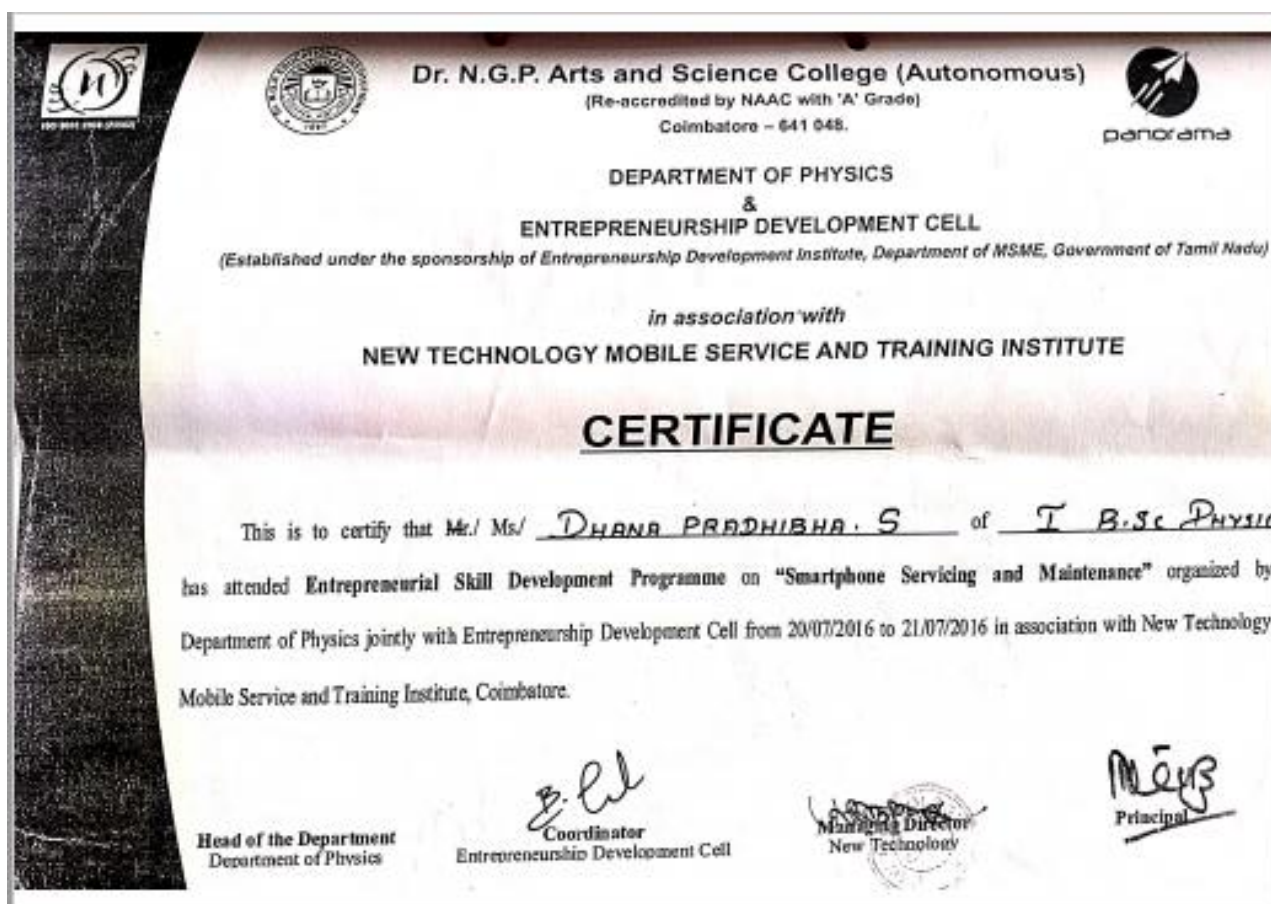 Dr. N.G.P. Arts and Science College (Autonomous)
(Re-accredited by NAAC with 'A' Grade)
Coimbatore – 641 048.
panorama
DEPARTMENT OF PHYSICS
&
ENTREPRENEURSHIP DEVELOPMENT CELL
(Established under the sponsorship of Entrepreneurship Development Institute, Department of MSME, Government of Tamil Nadu)
in association with
NEW TECHNOLOGY MOBILE SERVICE AND TRAINING INSTITUTE
CERTIFICATE
This is to certify that Mr./ Ms./ DHANA PRADHIBHA. S of I B.Sc PHYSIC
has attended Entrepreneurial Skill Development Programme on “Smartphone Servicing and Maintenance” organized by
Department of Physics jointly with Entrepreneurship Development Cell from 20/07/2016 to 21/07/2016 in association with New Technology
Mobile Service and Training Institute, Coimbatore.
Head of the Department
Department of Physics
Coordinator
Entrepreneurship Development Cell
Managing Director
New Technology
Principal